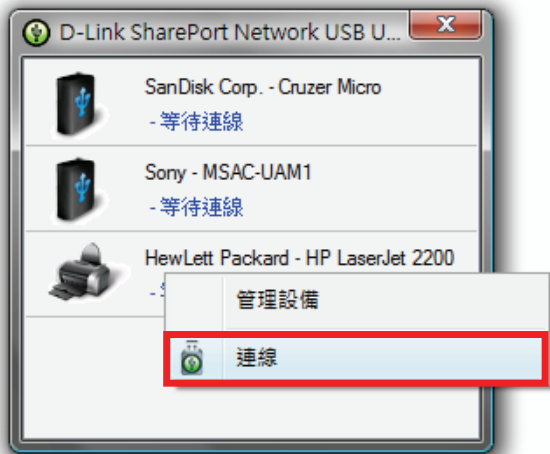 D-Link SharePort Network USB U...
SanDisk Corp. - Cruzer Micro
- 等待連線
Sony - MSAC-UAM1
- 等待連線
HewLett Packard - HP LaserJet 2200
-
管理設備
連線